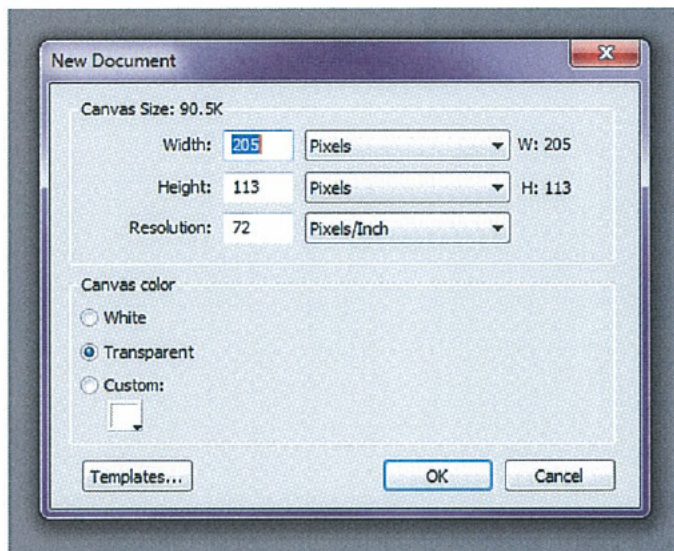 New Document
Canvas Size: 90.5K
Width: 205 Pixels W: 205
Height: 113 Pixels H: 113
Resolution: 72 Pixels/Inch
Canvas color
White
Transparent
Custom:
Templates... OK Cancel